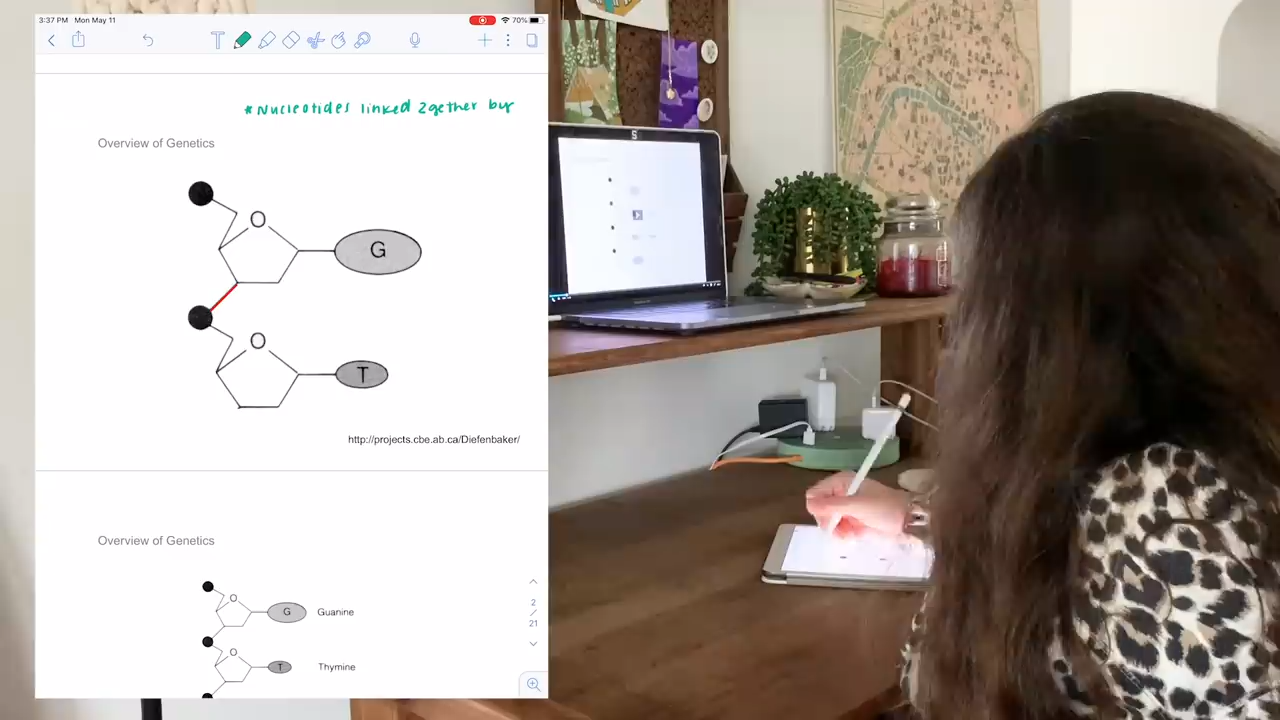 3:37 PM Mon May 11
70%
T
*Nucleotides linked 2gether by
Overview of Genetics
O
G
O
T
http://projects.cbe.ab.ca/Diefenbaker/
Overview of Genetics
O
G Guanine
2
/
21
O
T Thymine
S